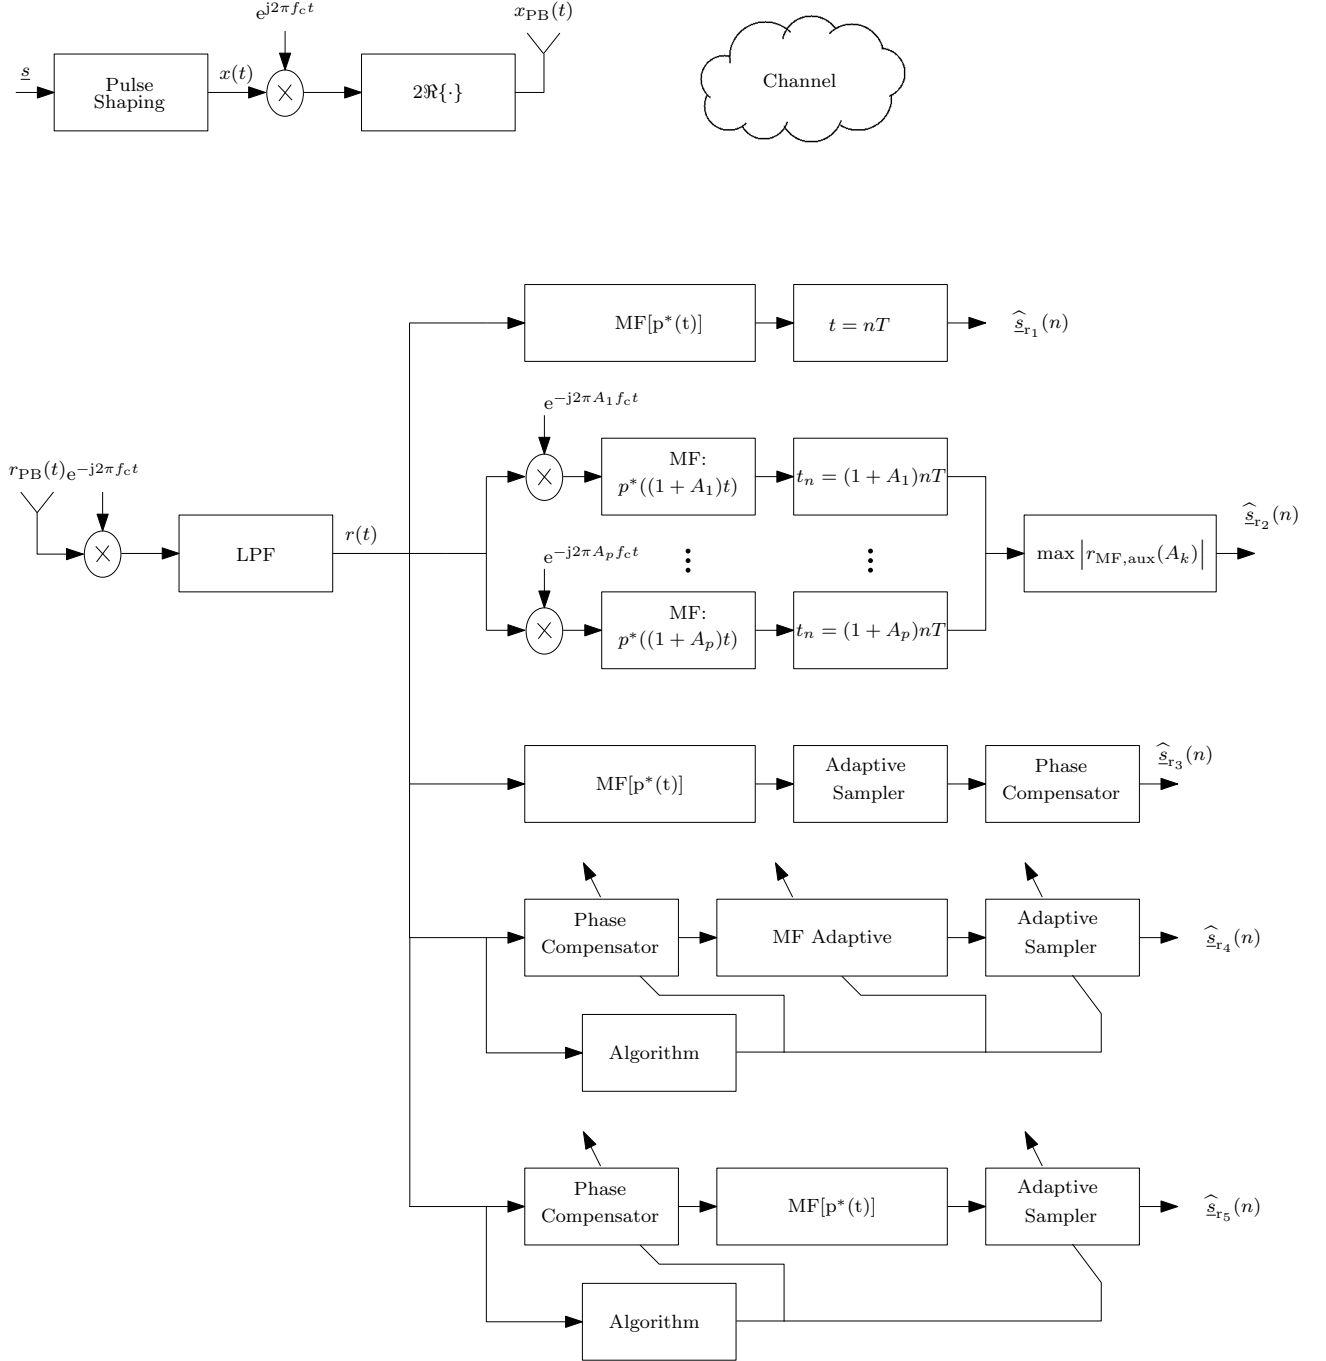 e^{j2πf_c t}
x_PB(t)
s
Pulse
Shaping
x(t)
×
2ℜ{·}
Channel
MF[p*(t)]
t = nT
ŝ_{r_1}(n)
e^{−j2πA_1 f_c t}
×
MF:
p*((1 + A_1)t)
t_n = (1 + A_1)nT
r_PB(t)
e^{−j2πf_c t}
×
LPF
r(t)
e^{−j2πA_p f_c t}
⋮
⋮
max |r_{MF,aux}(A_k)|
ŝ_{r_2}(n)
×
MF:
p*((1 + A_p)t)
t_n = (1 + A_p)nT
MF[p*(t)]
Adaptive
Sampler
Phase
Compensator
ŝ_{r_3}(n)
Phase
Compensator
MF Adaptive
Adaptive
Sampler
ŝ_{r_4}(n)
Algorithm
Phase
Compensator
MF[p*(t)]
Adaptive
Sampler
ŝ_{r_5}(n)
Algorithm